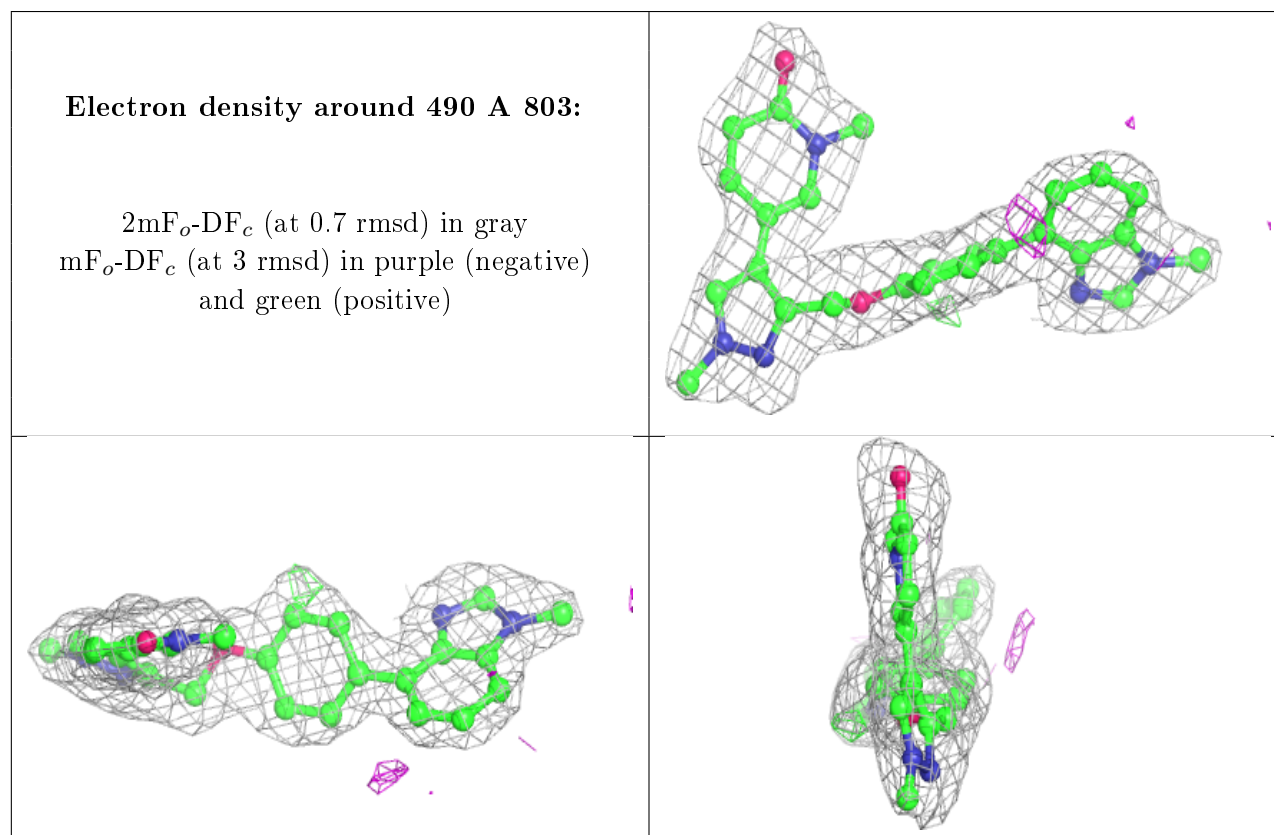 Electron density around 490 A 803:
2mFₒ-DF𝒸 (at 0.7 rmsd) in gray
mFₒ-DF𝒸 (at 3 rmsd) in purple (negative)
and green (positive)